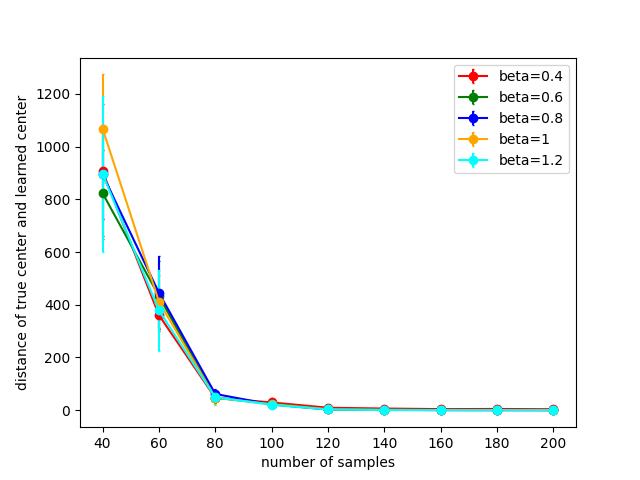 beta=0.4
beta=0.6
beta=0.8
beta=1
beta=1.2
distance of true center and learned center
1200
1000
800
600
400
200
0
40 60 80 100 120 140 160 180 200
number of samples